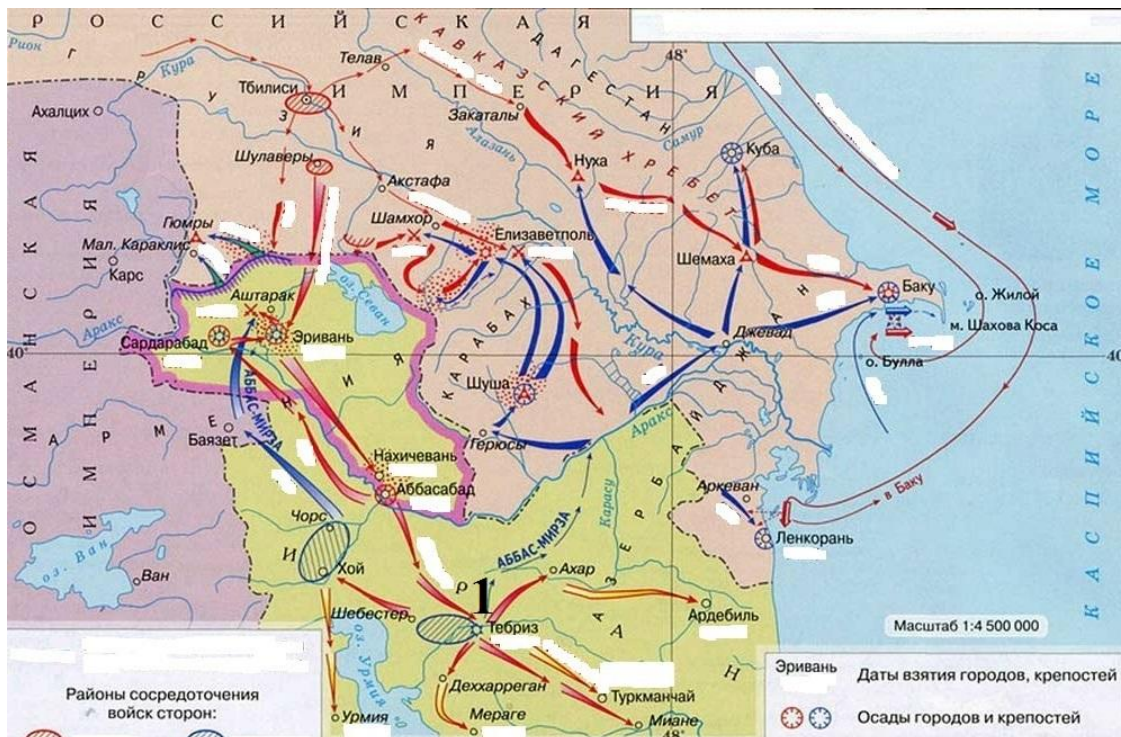 РОССИЙСКАЯ
ИМПЕРИЯ
Рион
ГРУЗИЯ
Кура
Телав
КАВКАЗСКИЙ ХРЕБЕТ
ДАГЕСТАН
48°
Тбилиси
Закаталы
Самур
Ахалцих
Алазань
Шулаверы
Нуха
Куба
Акстафа
Гюмры
Шамхор
Елизаветполь
Мал. Караклис
Карс
оз. Севан
Шемаха
Аштарак
Баку
о. Жилой
м. Шахова Коса
Аракс
Сардарабад
Эривань
Джевад
40°
40
Кура
о. Булла
КАРАБАХ
Шуша
АББАС-МИРЗА
Баязет
Аракс
Герюсы
Нахичевань
Аббасабад
Аркеван
в Баку
Карасу
Ленкорань
Чорс
АББАС-МИРЗА
оз. Ван
Ван
Хой
Ахар
1
Шебестер
Тебриз
Ардебиль
Масштаб 1:4 500 000
оз. Урмия
Деххарреган
Туркманчай
Урмия
Мераге
Миане
48°
ОСМАНСКАЯ
ИМПЕРИЯ
АРМЕНИЯ
ИРАН
АЗЕРБАЙДЖАН
КАСПИЙСКОЕ МОРЕ
Районы сосредоточения
войск сторон:
Эривань
Даты взятия городов, крепостей
Осады городов и крепостей